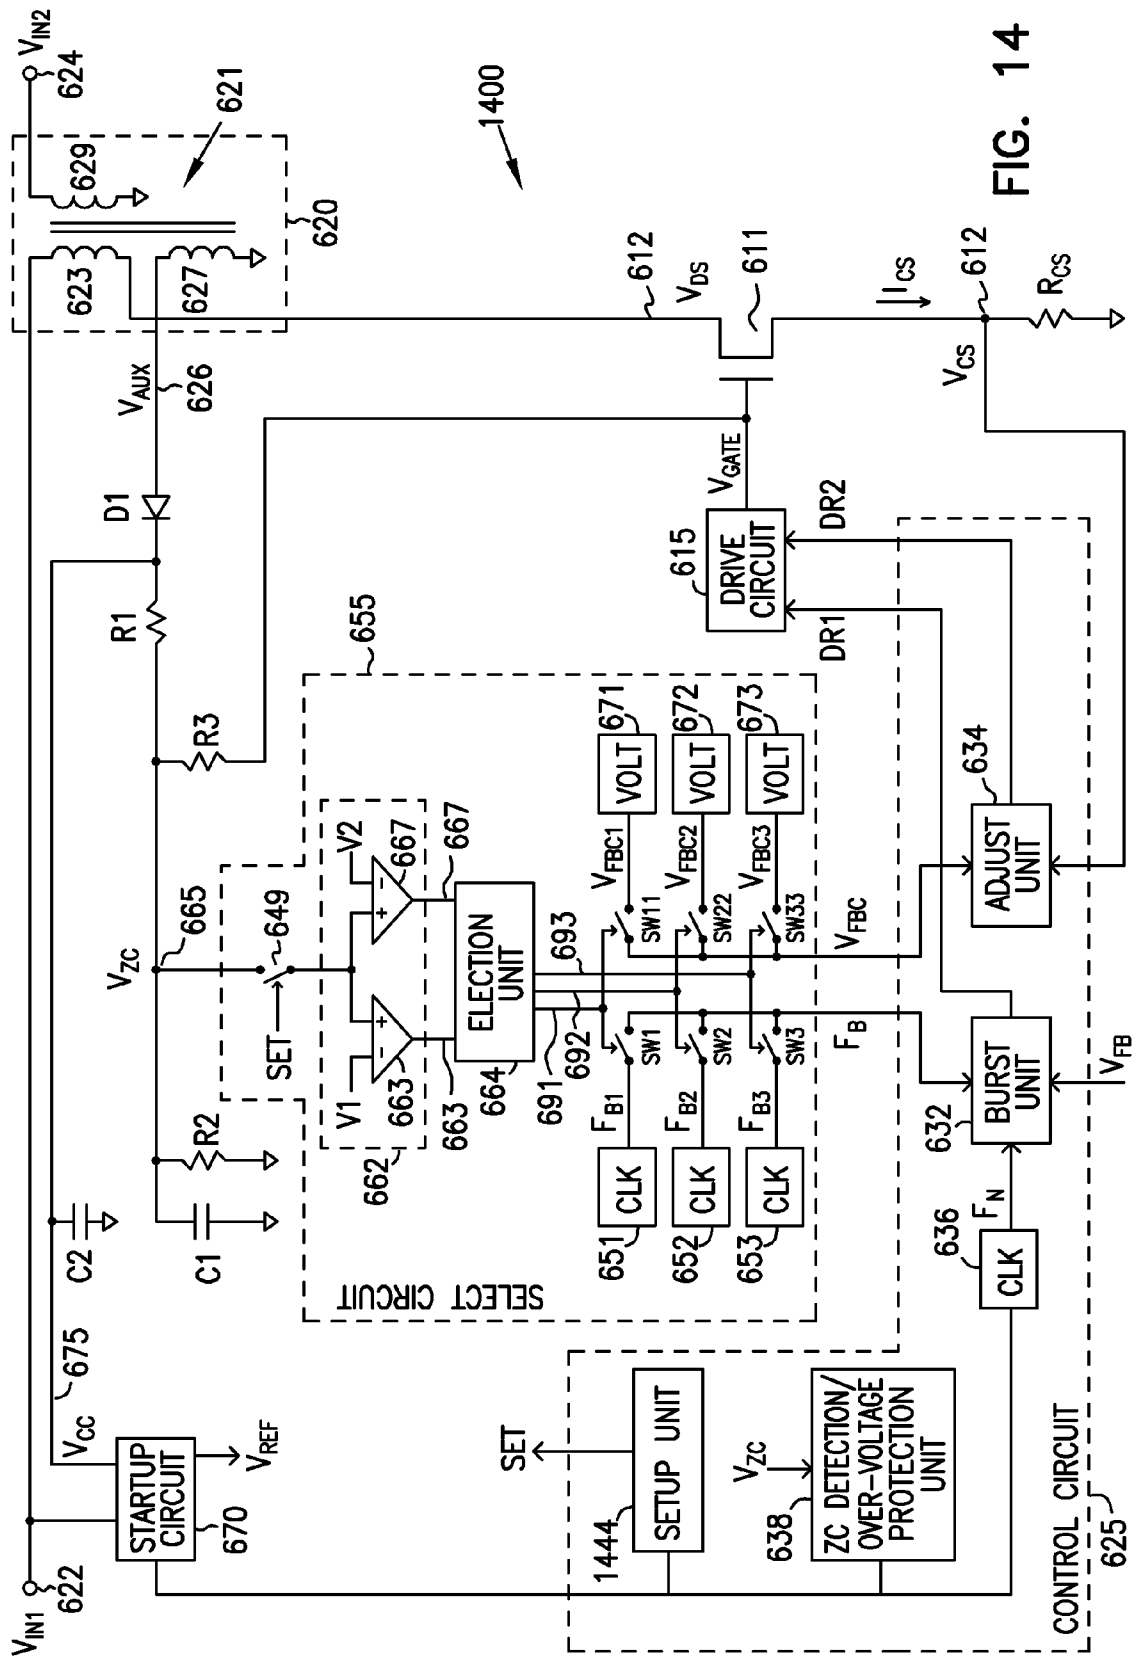 V_IN1
622
V_IN2
624
629
621
623
620
627
V_CC
675
C2
C1
R2
V_ZC
665
R3
R1
D1
V_AUX
626
STARTUP
CIRCUIT
670
V_REF
SELECT CIRCUIT
655
SET
649
V1
V2
663
667
662
663
667
ELECTION
UNIT
664
691
692
693
CLK
651
F_B1
SW1
SW11
V_FBC1
VOLT
671
CLK
652
F_B2
SW2
SW22
V_FBC2
VOLT
672
CLK
653
F_B3
SW3
SW33
V_FBC3
VOLT
673
F_B
V_FBC
1400
612
V_DS
611
V_GATE
DRIVE
CIRCUIT
615
DR1
DR2
I_CS
612
V_CS
R_CS
SET
SETUP UNIT
1444
V_ZC
ZC DETECTION/
OVER-VOLTAGE
PROTECTION
UNIT
638
CLK
636
F_N
BURST
UNIT
632
V_FB
ADJUST
UNIT
634
CONTROL CIRCUIT
625
FIG. 14